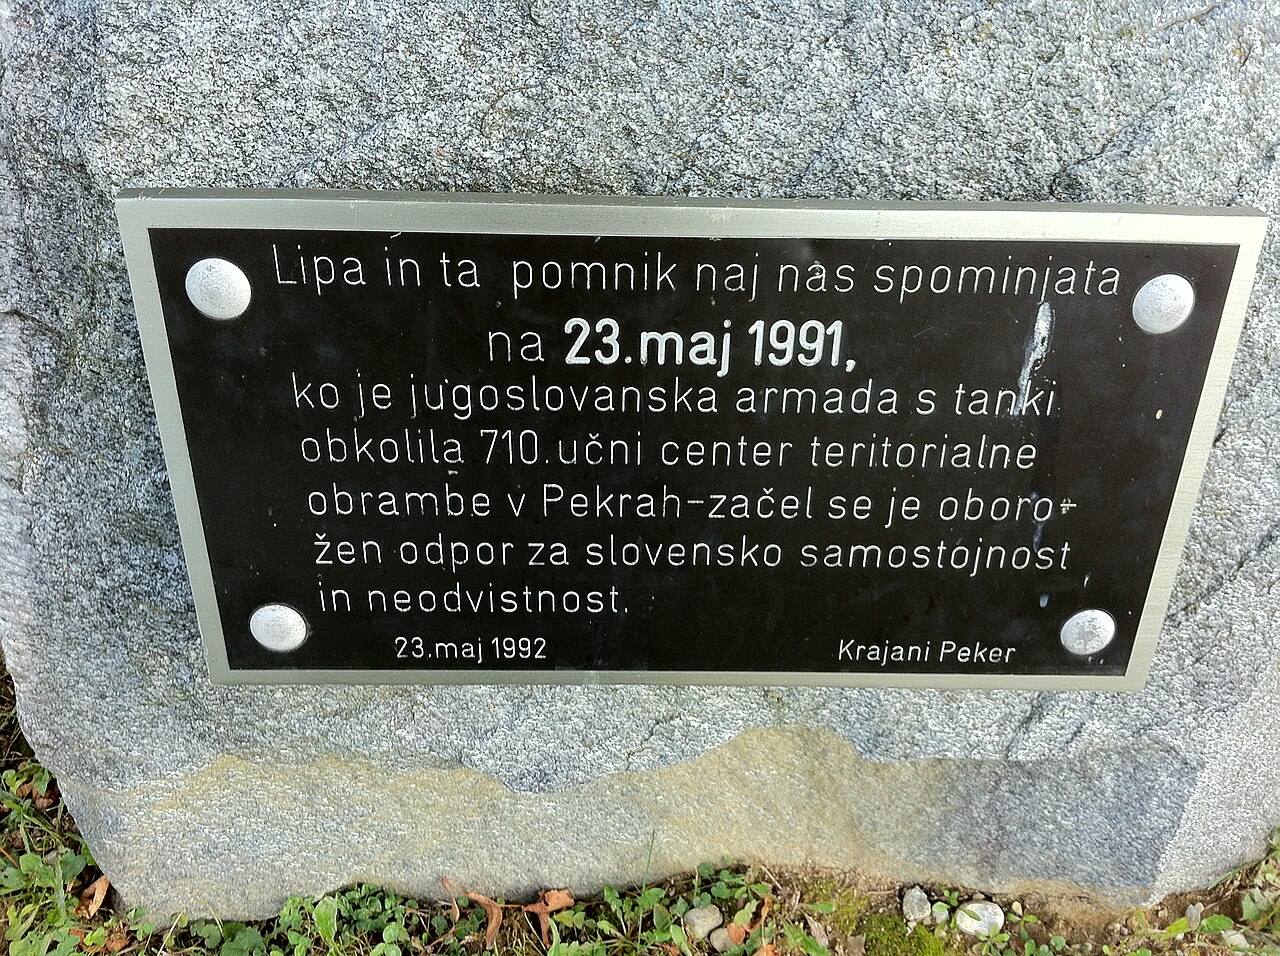 Lipa in ta pomnik naj nas spominjata
na 23.maj 1991,
ko je jugoslovanska armada s tanki
obkolila 710.učni center teritorialne
obrambe v Pekrah-začel se je oboro-
žen odpor za slovensko samostojnost
in neodvistnost.
23.maj 1992 Krajani Peker